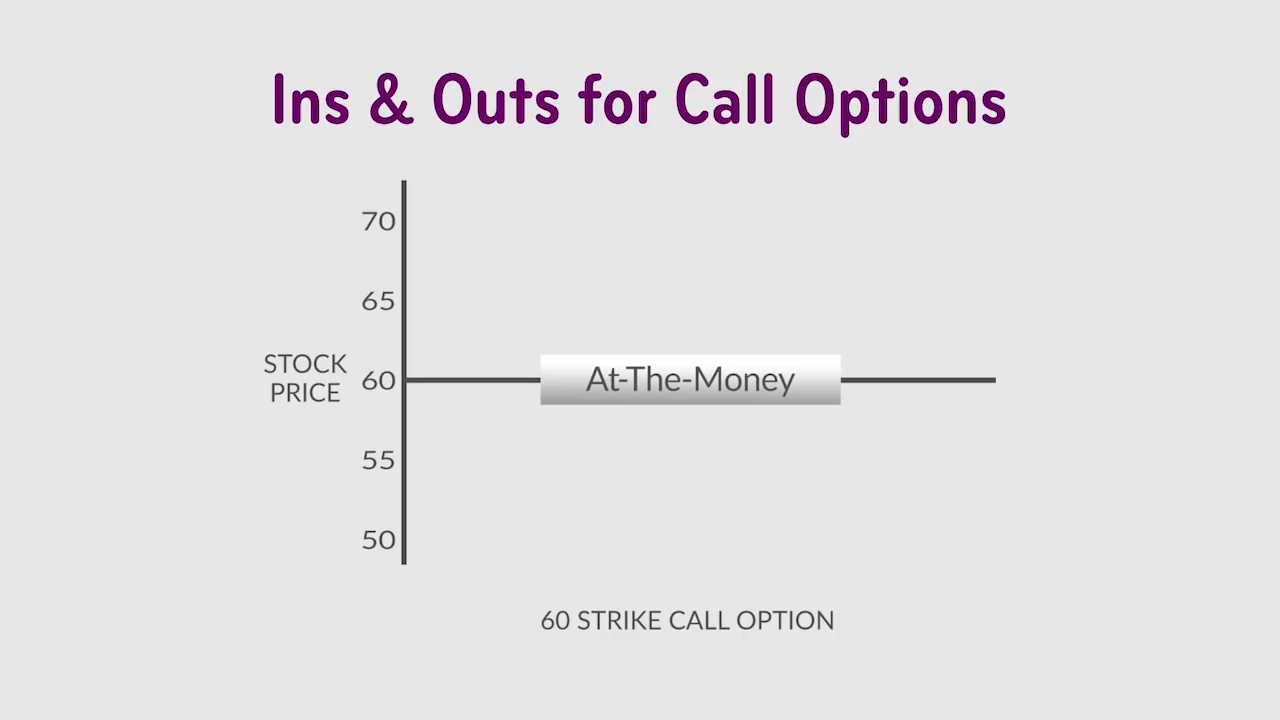 Ins & Outs for Call Options
70
65
STOCK
PRICE
60
At-The-Money
55
50
60 STRIKE CALL OPTION